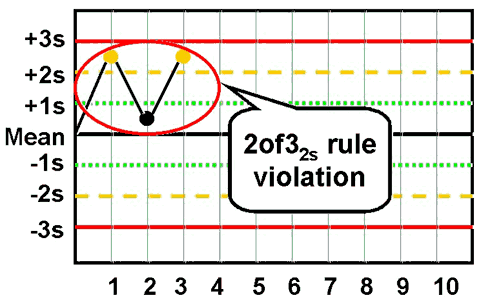 +3s
+2s
+1s
Mean
-1s
-2s
-3s
2of3₂ₛ rule
violation
1 2 3 4 5 6 7 8 9 10